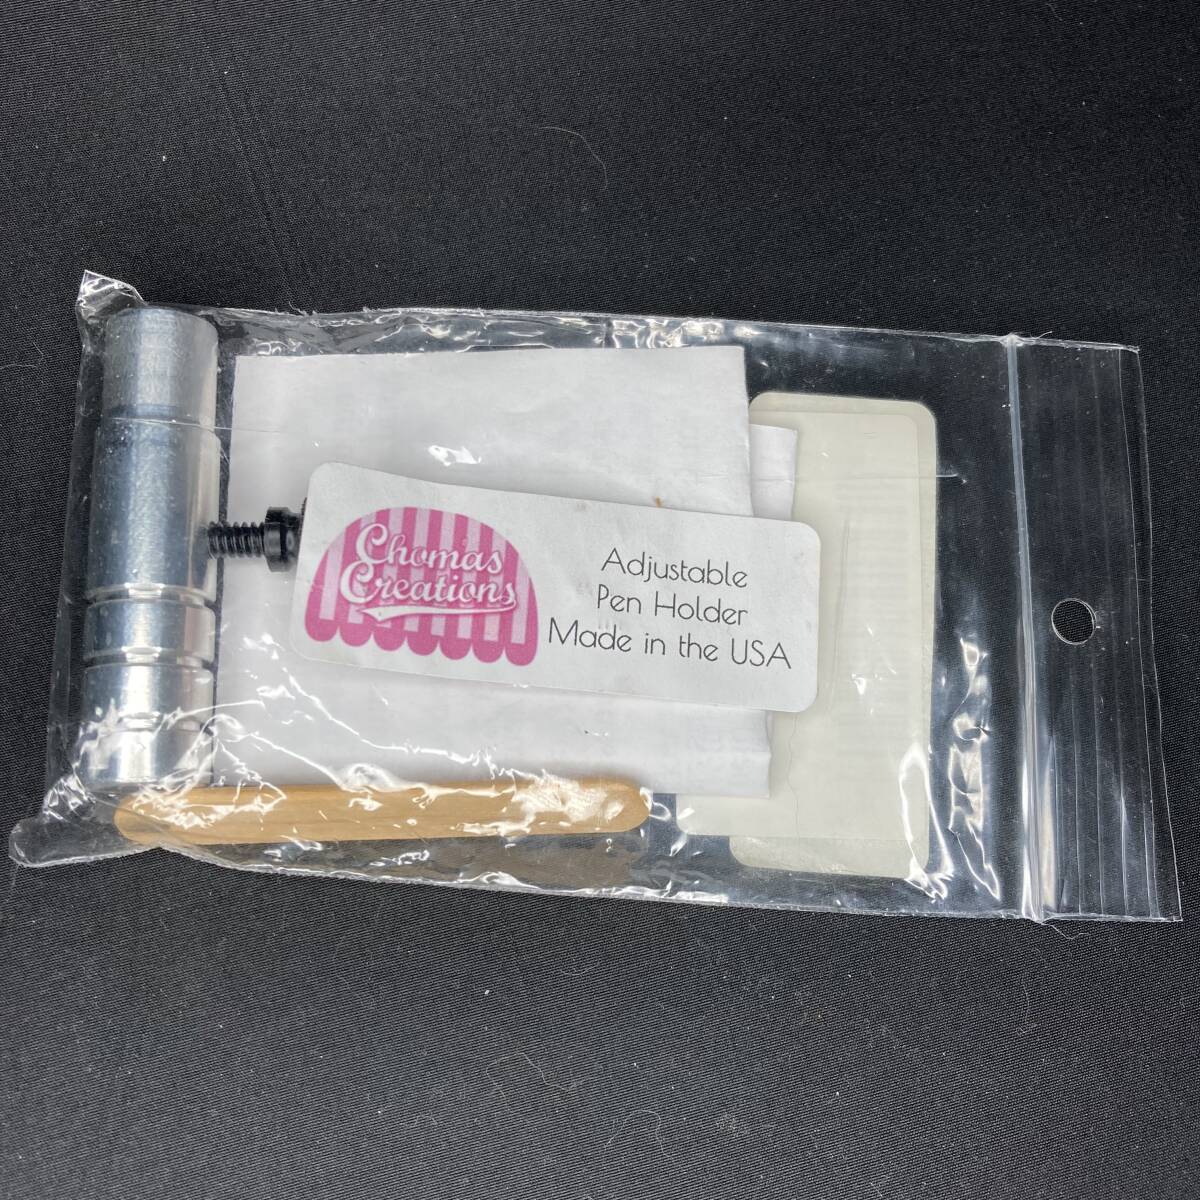 Chomas
Creations
Adjustable
Pen Holder
Made in the USA